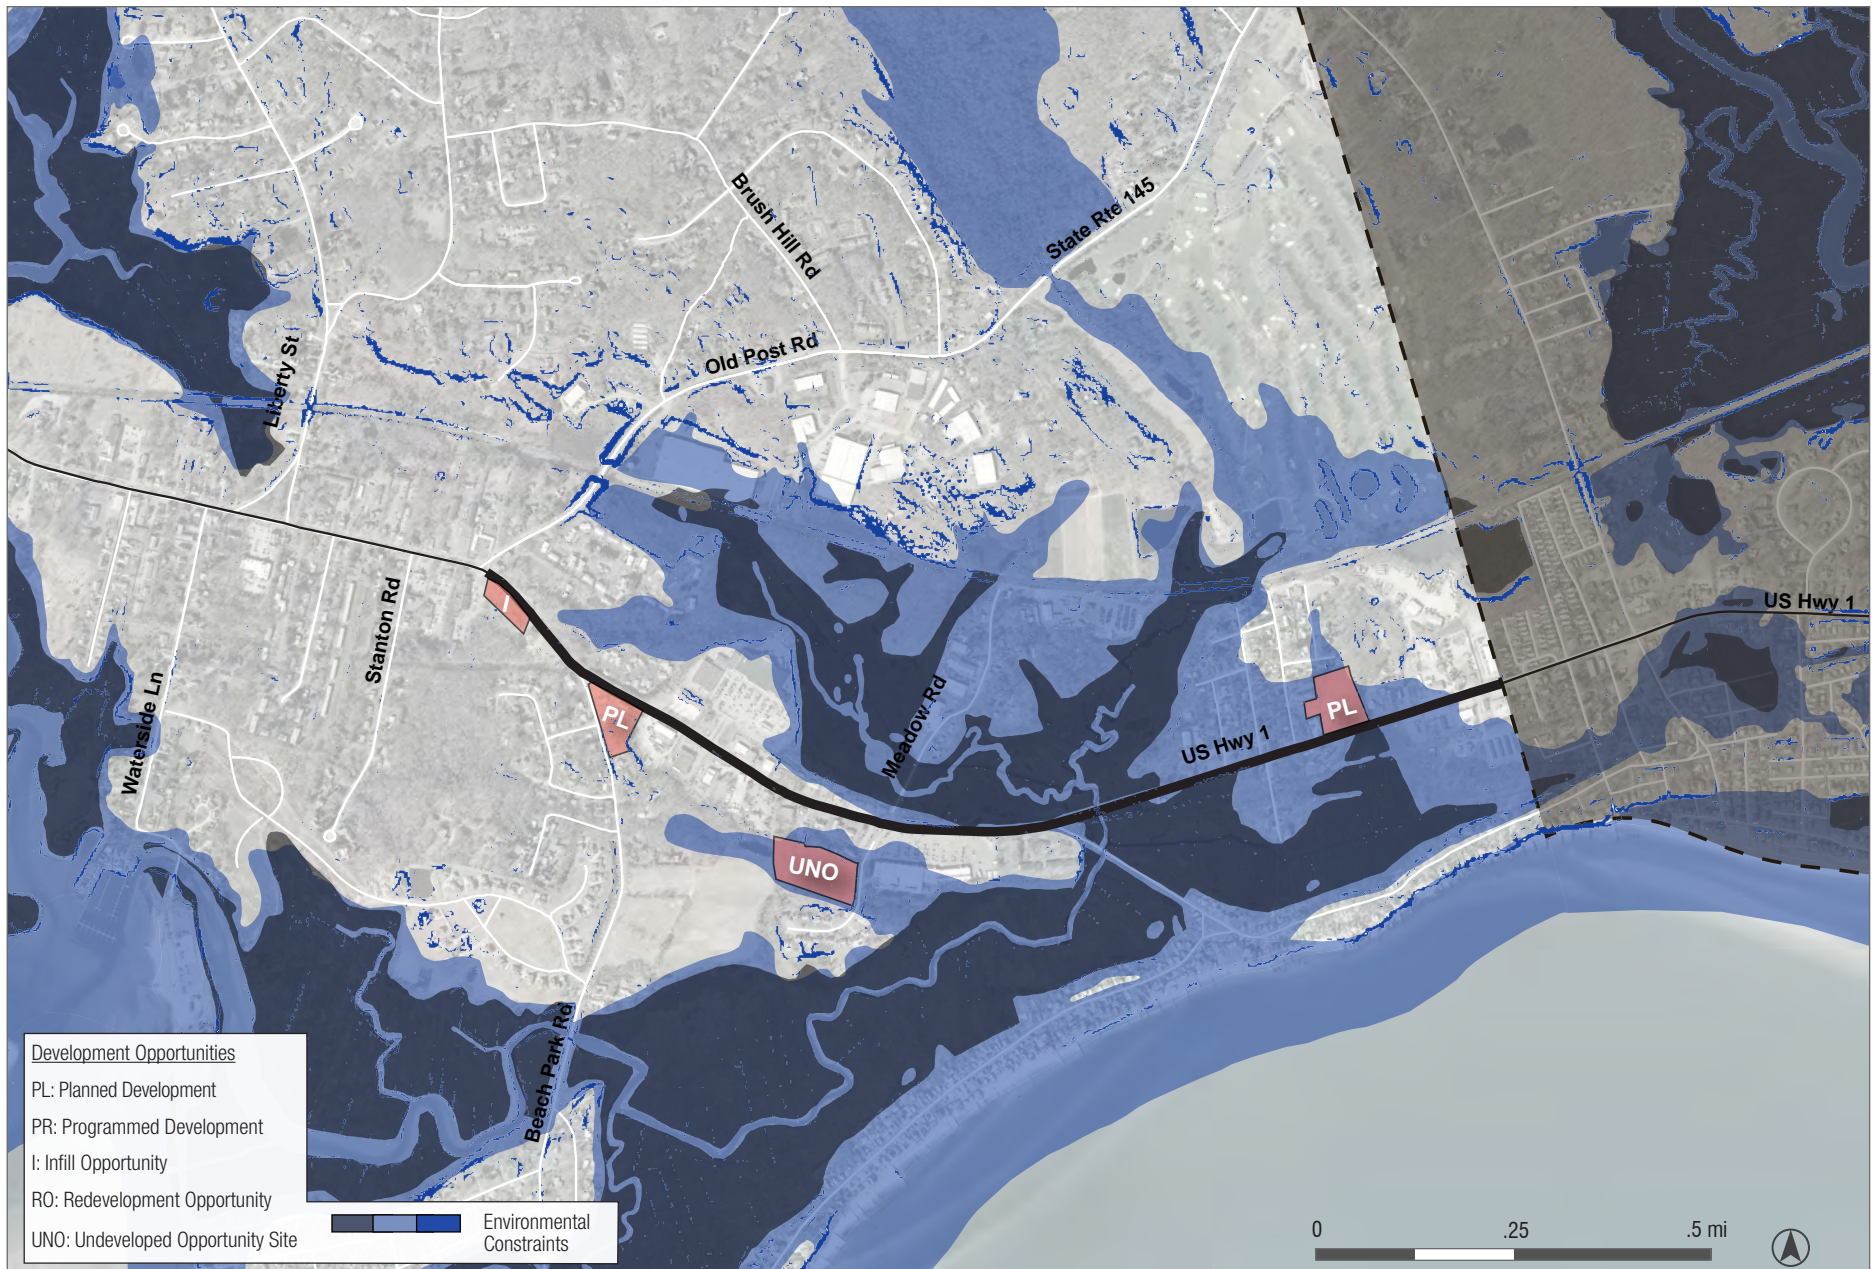 Brush Hill Rd
State Rte 145
Liberty St
Old Post Rd
Stanton Rd
I
US Hwy 1
Waterside Ln
PL
Meadow Rd
PL
US Hwy 1
UNO
Beach Park Rd
Development Opportunities
PL: Planned Development
PR: Programmed Development
I: Infill Opportunity
RO: Redevelopment Opportunity
UNO: Undeveloped Opportunity Site
Environmental
Constraints
0 .25 .5 mi